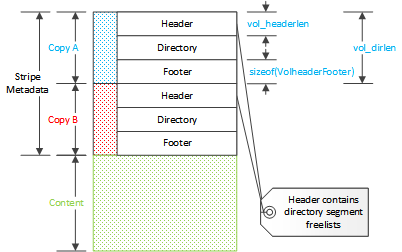 Header
vol_headerlen
Copy A
Directory
vol_dirlen
Footer
sizeof(VolheaderFooter)
Stripe
Metadata
Header
Copy B
Directory
Footer
Content
Header contains
directory segment
freelists